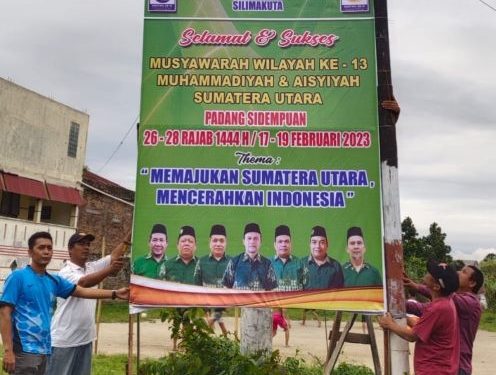 SILIMAKUTA
Selamat & Sukses
MUSYAWARAH WILAYAH KE - 13
MUHAMMADIYAH & AISYIYAH
SUMATERA UTARA
PADANG SIDEMPUAN
26 - 28 RAJAB 1444 H / 17 - 19 FEBRUARI 2023
Thema :
" MEMAJUKAN SUMATERA UTARA ,
MENCERAHKAN INDONESIA "